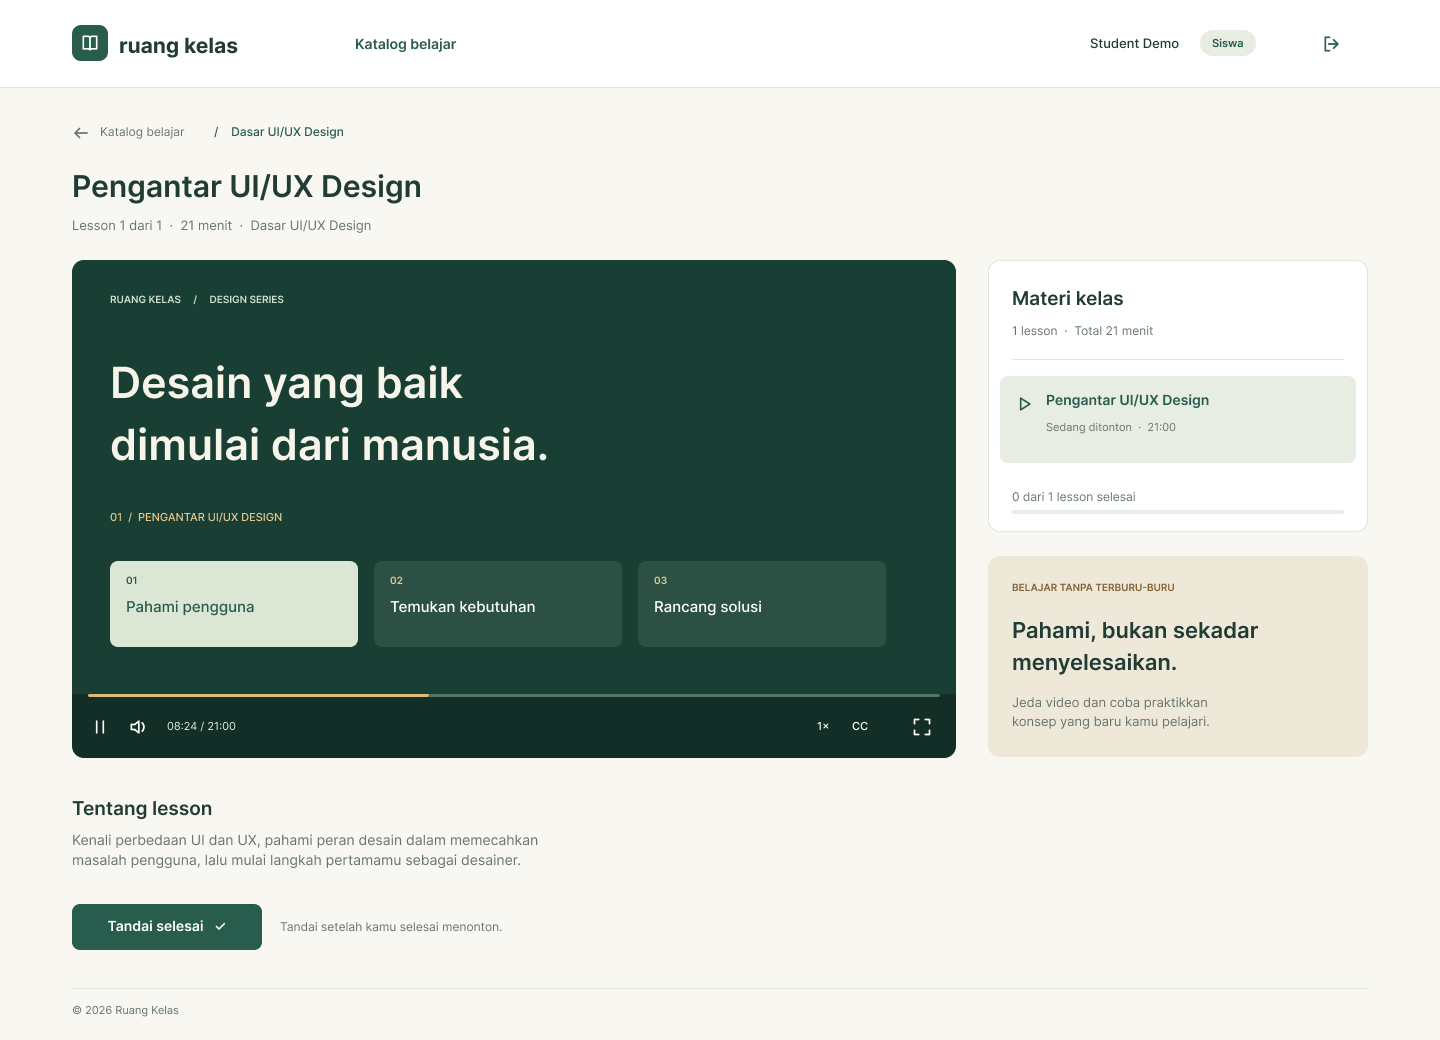 ruang kelas
Katalog belajar
Student Demo
Siswa
Katalog belajar / Dasar UI/UX Design
Pengantar UI/UX Design
Lesson 1 dari 1 · 21 menit · Dasar UI/UX Design
RUANG KELAS / DESIGN SERIES
Desain yang baik
dimulai dari manusia.
01 / PENGANTAR UI/UX DESIGN
01
Pahami pengguna
02
Temukan kebutuhan
03
Rancang solusi
08:24 / 21:00
1×
CC
Materi kelas
1 lesson · Total 21 menit
Pengantar UI/UX Design
Sedang ditonton · 21:00
0 dari 1 lesson selesai
BELAJAR TANPA TERBURU-BURU
Pahami, bukan sekadar
menyelesaikan.
Jeda video dan coba praktikkan
konsep yang baru kamu pelajari.
Tentang lesson
Kenali perbedaan UI dan UX, pahami peran desain dalam memecahkan
masalah pengguna, lalu mulai langkah pertamamu sebagai desainer.
Tandai selesai
Tandai setelah kamu selesai menonton.
© 2026 Ruang Kelas